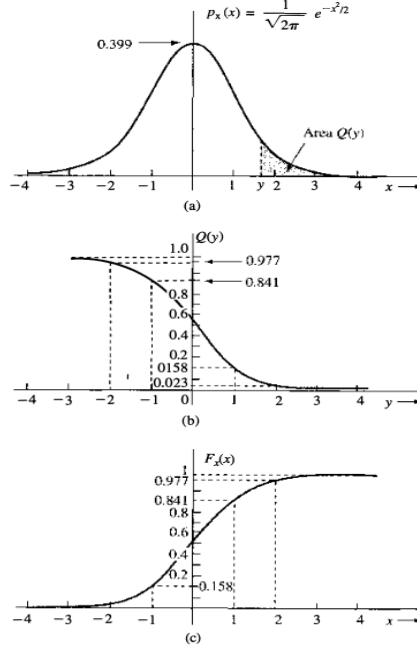 pₓ(x) = 1/√(2π) e^(−x²/2)
0.399
Area Q(y)
−4 −3 −2 −1 0 1 y 2 3 4 x
(a)
Q(y)
1.0
0.977
0.841
0.8
0.6
0.4
0.2
0158
0.023
−4 −3 −2 −1 0 1 2 3 4 y
(b)
Fₓ(x)
1
0.977
0.841
0.8
0.6
0.4
0.2
0.158
−4 −3 −2 −1 0 1 2 3 4 x
(c)